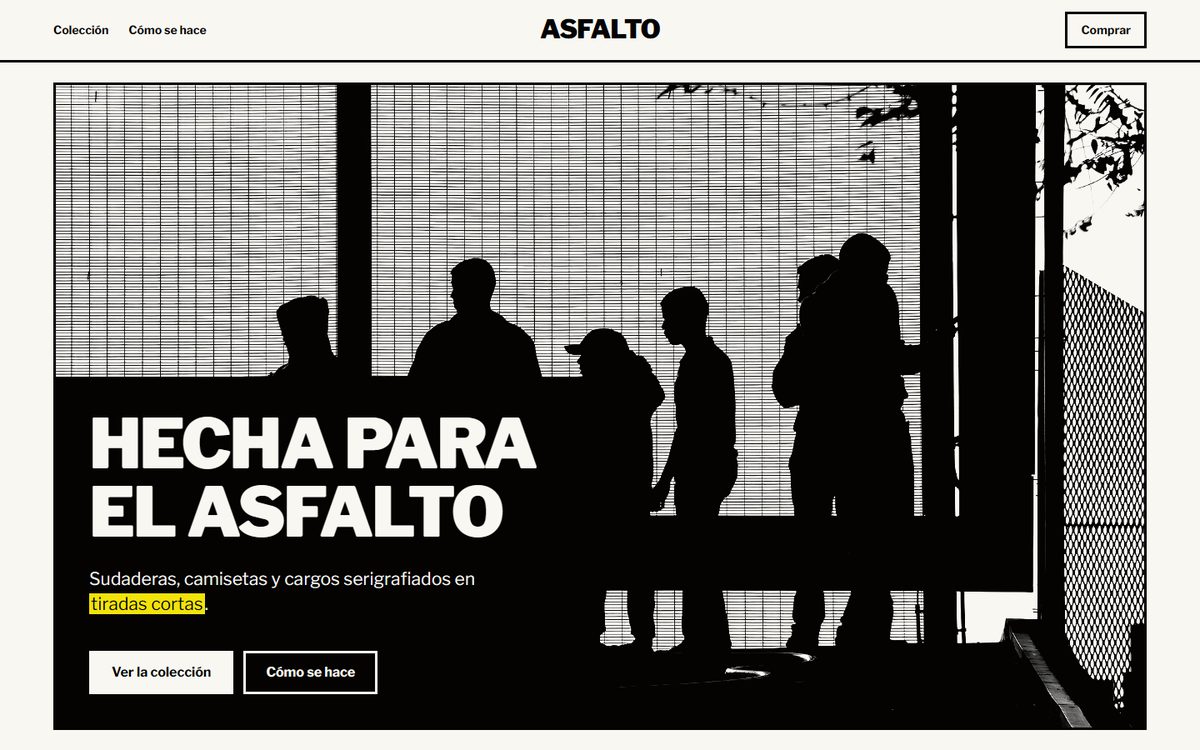 Colección
Cómo se hace
ASFALTO
Comprar
HECHA PARA
EL ASFALTO
Sudaderas, camisetas y cargos serigrafiados en
tiradas cortas.
Ver la colección
Cómo se hace